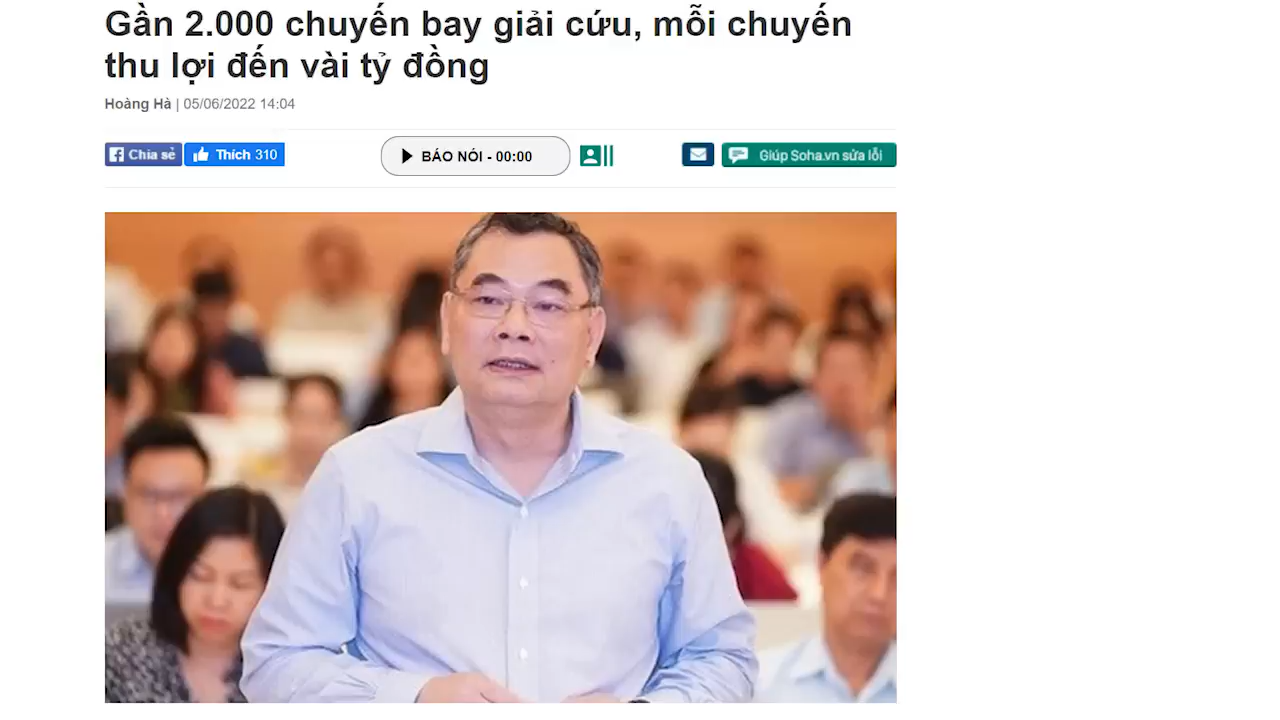 Gần 2.000 chuyến bay giải cứu, mỗi chuyến
thu lợi đến vài tỷ đồng
Hoàng Hà | 05/06/2022 14:04
Chia sẻ
Thích 310
BÁO NÓI - 00:00
Giúp Soha.vn sửa lỗi